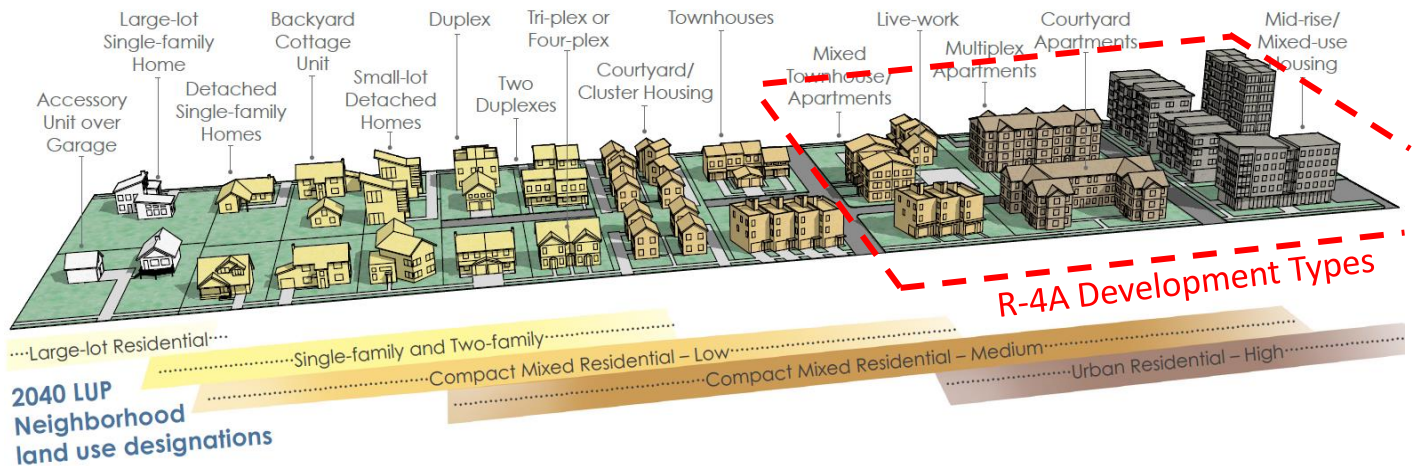 Large-lot
Single-family
Home
Backyard
Cottage
Unit
Duplex
Tri-plex or
Four-plex
Townhouses
Live-work
Courtyard
Apartments
Mid-rise/
Mixed-use
Housing
Accessory
Unit over
Garage
Detached
Single-family
Homes
Small-lot
Detached
Homes
Two
Duplexes
Courtyard/
Cluster Housing
Mixed
Townhouse/
Apartments
Multiplex
Apartments
R-4A Development Types
Large-lot Residential
Single-family and Two-family
Compact Mixed Residential – Low
Compact Mixed Residential – Medium
Urban Residential – High
2040 LUP
Neighborhood
land use designations